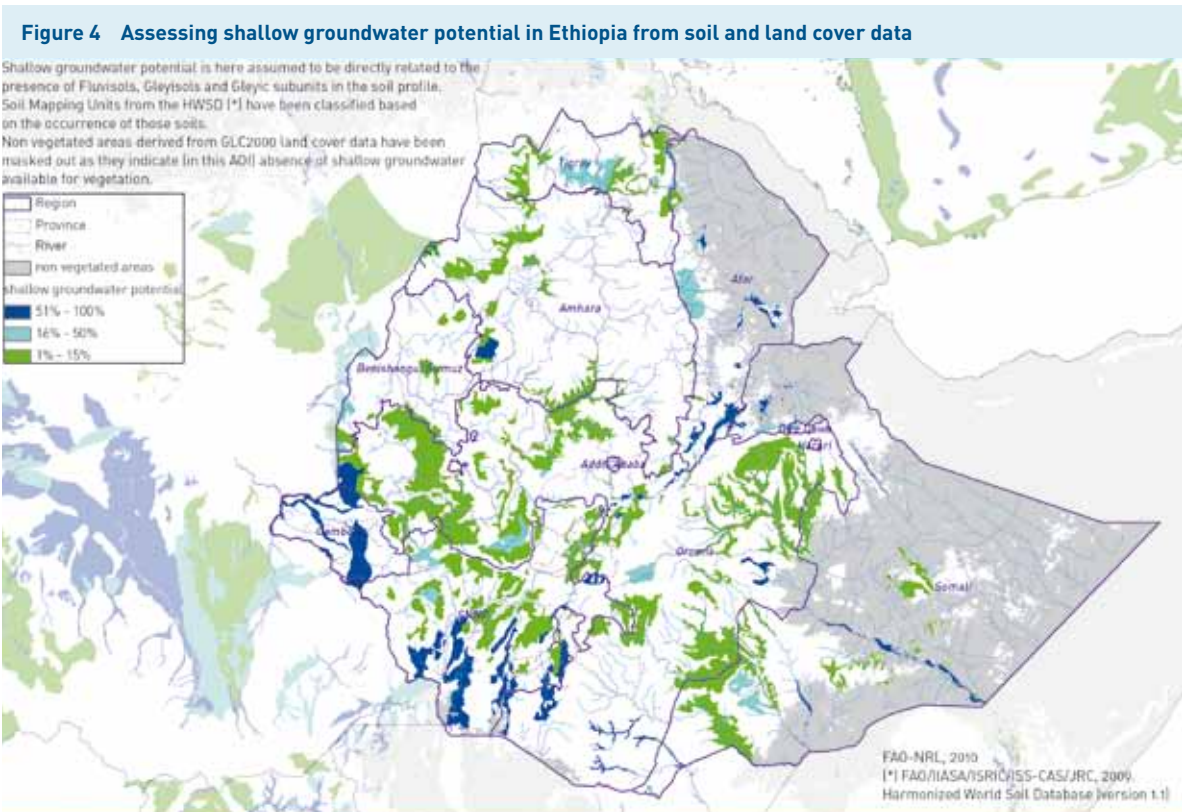 Figure 4 Assessing shallow groundwater potential in Ethiopia from soil and land cover data
Shallow groundwater potential is here assumed to be directly related to the
presence of Fluvisols, Gleyisols and Gleyic subunits in the soil profile.
Soil Mapping Units from the HWSD (*) have been classified based
on the occurrence of those soils.
Non vegetated areas derived from GLC2000 land cover data have been
masked out as they indicate (in this AOI) absence of shallow groundwater
available for vegetation.
Region
Province
River
non vegetated areas
shallow groundwater potential
51% - 100%
16% - 50%
1% - 15%
Tigray
Afar
Amhara
Benishangul Gumuz
Dire Dawa
Harari
Addis Ababa
Oromia
Somali
SNNP
FAO-NRL, 2010
(*) FAO/IIASA/ISRIC/ISS-CAS/JRC, 2009.
Harmonized World Soil Database (version 1.1)